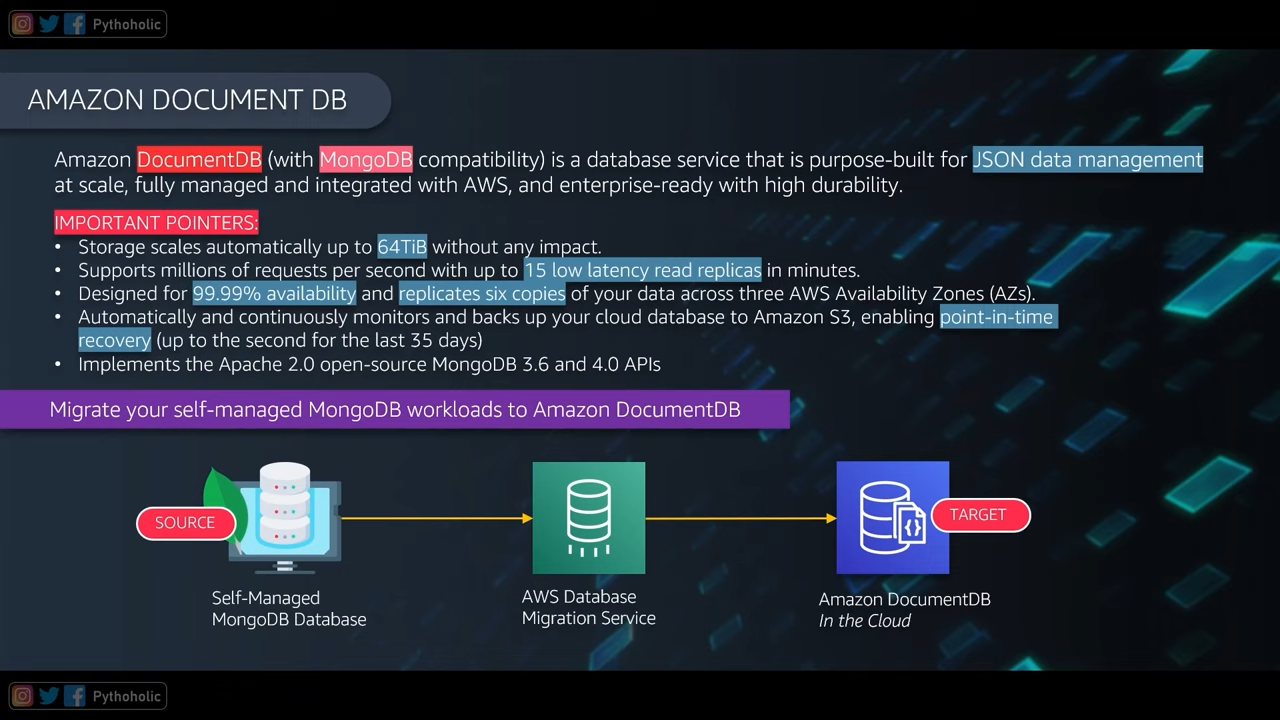 Pythoholic
AMAZON DOCUMENT DB
Amazon DocumentDB (with MongoDB compatibility) is a database service that is purpose-built for JSON data management
at scale, fully managed and integrated with AWS, and enterprise-ready with high durability.
IMPORTANT POINTERS:
• Storage scales automatically up to 64TiB without any impact.
• Supports millions of requests per second with up to 15 low latency read replicas in minutes.
• Designed for 99.99% availability and replicates six copies of your data across three AWS Availability Zones (AZs).
• Automatically and continuously monitors and backs up your cloud database to Amazon S3, enabling point-in-time
recovery (up to the second for the last 35 days)
• Implements the Apache 2.0 open-source MongoDB 3.6 and 4.0 APIs
Migrate your self-managed MongoDB workloads to Amazon DocumentDB
SOURCE
TARGET
Self-Managed
MongoDB Database
AWS Database
Migration Service
Amazon DocumentDB
In the Cloud
Pythoholic